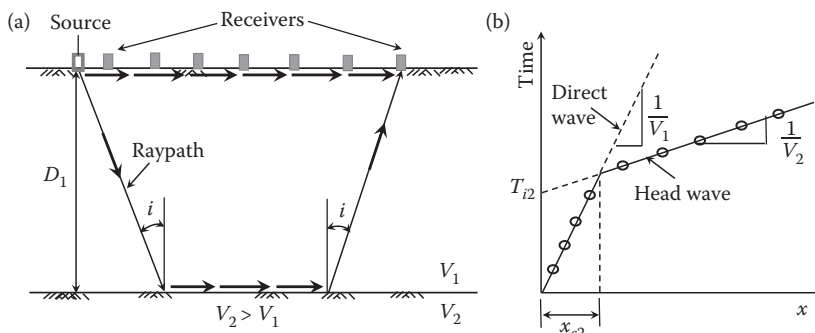 (a)
Source
Receivers
Raypath
D1
i
i
V1
V2 > V1
V2
(b)
Time
Direct
wave
1
V1
1
V2
Ti2
Head wave
xc2
x